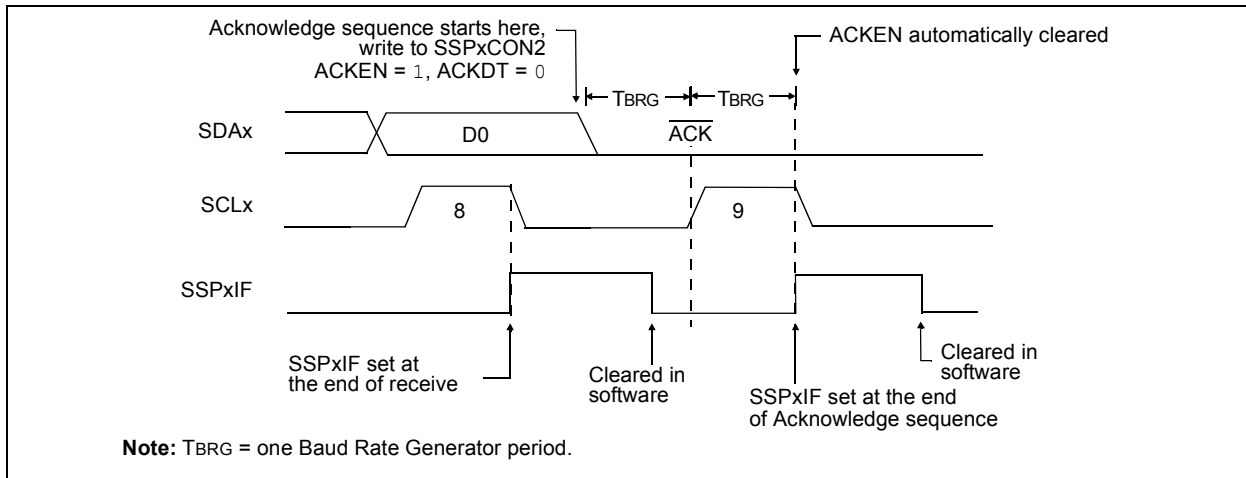 Acknowledge sequence starts here,
write to SSPxCON2
ACKEN = 1, ACKDT = 0
ACKEN automatically cleared
TBRG
TBRG
SDAx
D0
ACK
SCLx
8
9
SSPxIF
SSPxIF set at
the end of receive
Cleared in
software
SSPxIF set at the end
of Acknowledge sequence
Cleared in
software
Note: TBRG = one Baud Rate Generator period.